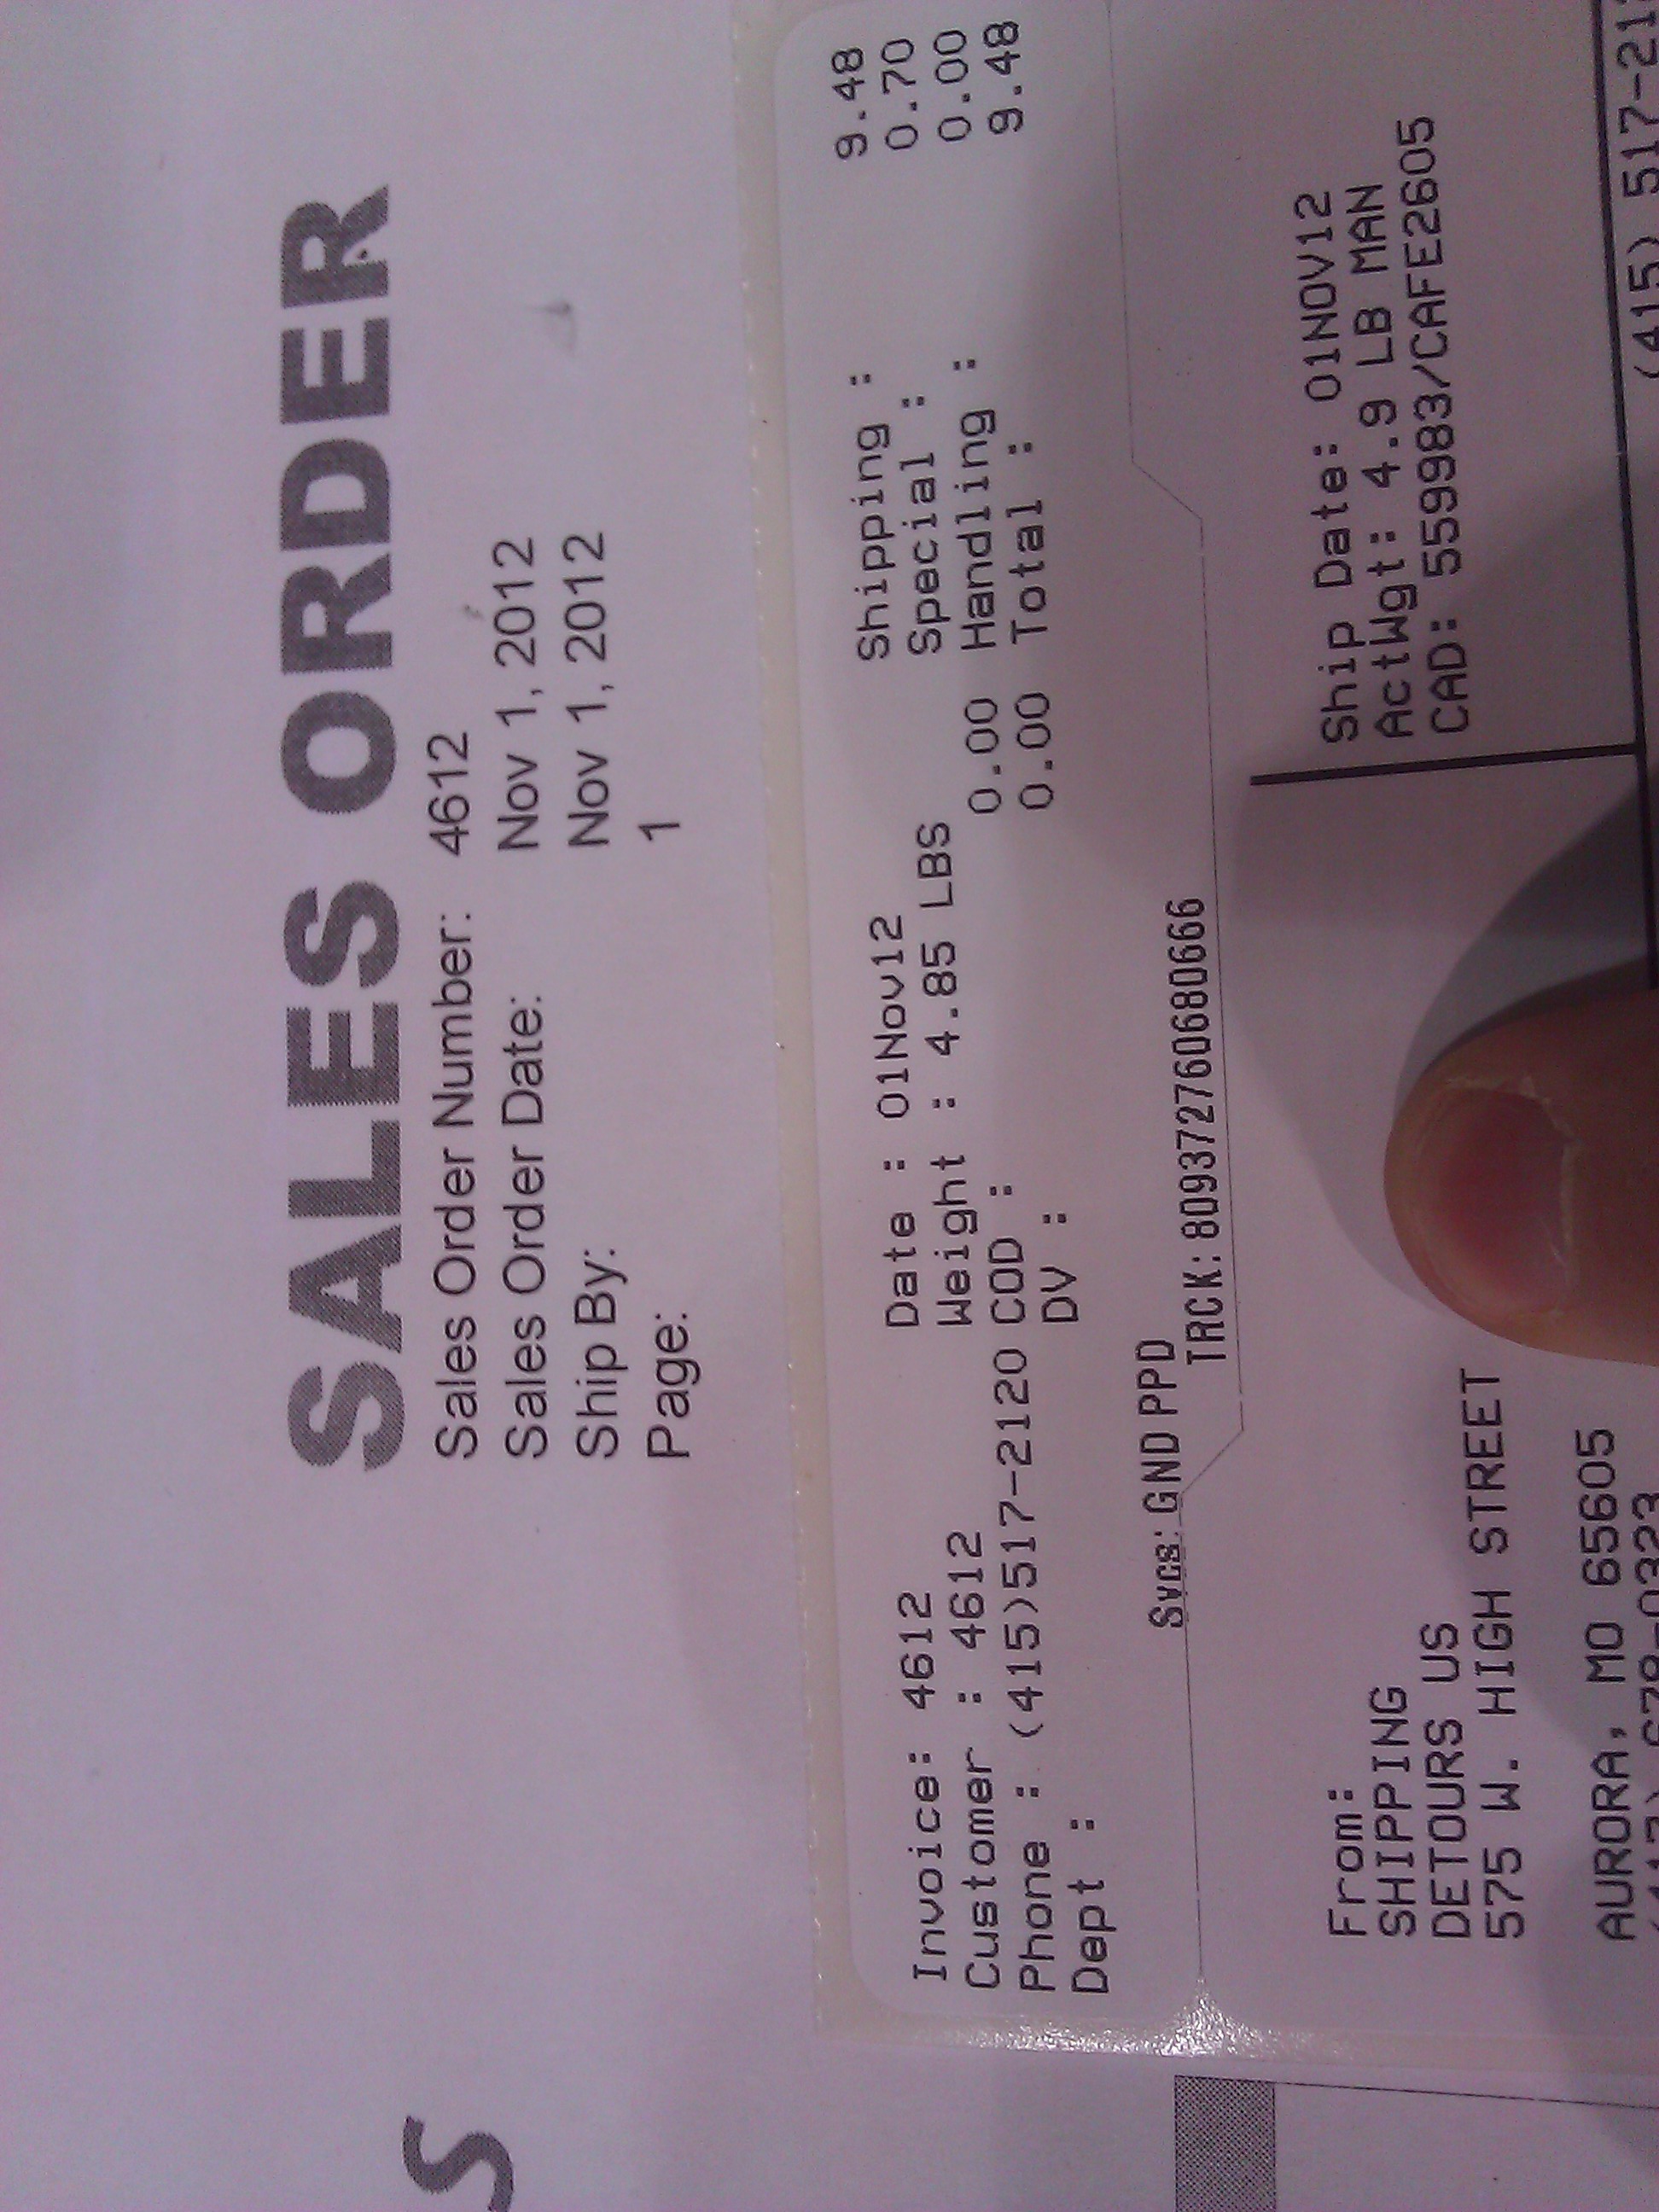 S
SALES ORDER
Sales Order Number: 4612
Sales Order Date: Nov 1, 2012
Ship By: Nov 1, 2012
Page: 1
Invoice: 4612 Date : 01Nov12 Shipping : 9.48
Customer : 4612 Weight : 4.85 LBS Special : 0.70
Phone : (415)517-2120 COD : 0.00 Handling : 0.00
Dept : DV : 0.00 Total : 9.48
Svcs: GND PPD
TRCK: 809372760680666
From:
SHIPPING
DETOURS US
575 W. HIGH STREET
AURORA, MO 65605
Ship Date: 01NOV12
ActWgt: 4.9 LB MAN
CAD: 559983/CAFE2605
(415) 517-21